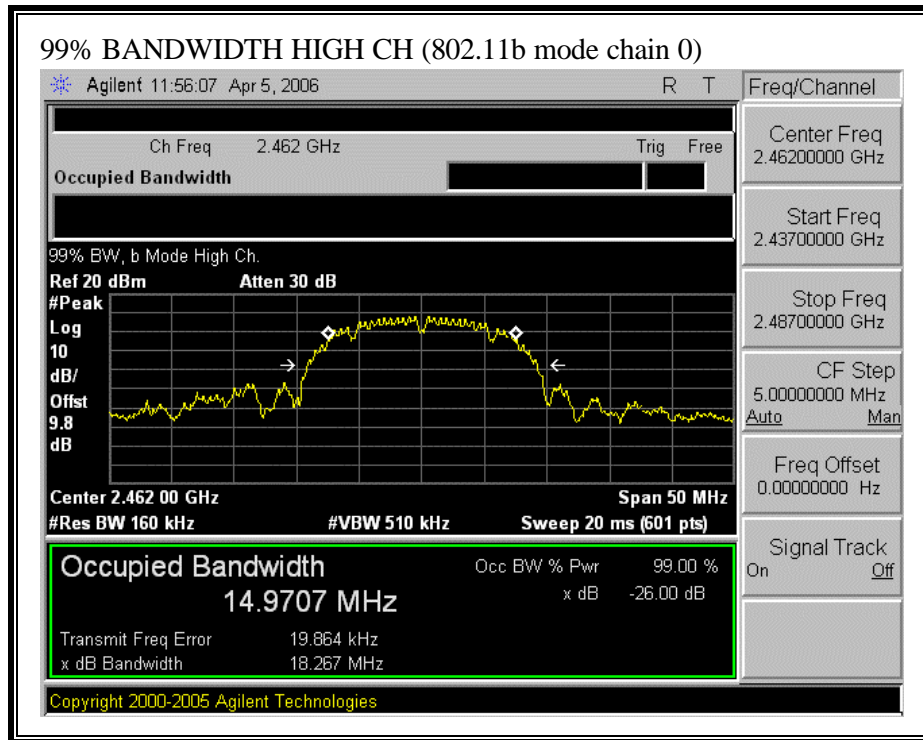 99% BANDWIDTH HIGH CH (802.11b mode chain 0)
Agilent 11:56:07 Apr 5, 2006 R T
Freq/Channel
Ch Freq 2.462 GHz Trig Free
Occupied Bandwidth
Center Freq
2.46200000 GHz
Start Freq
2.43700000 GHz
Stop Freq
2.48700000 GHz
CF Step
5.00000000 MHz
Auto Man
Freq Offset
0.00000000 Hz
Signal Track
On Off
99% BW, b Mode High Ch.
Ref 20 dBm Atten 30 dB
#Peak
Log
10
dB/
Offst
9.8
dB
Center 2.462 00 GHz Span 50 MHz
#Res BW 160 kHz #VBW 510 kHz Sweep 20 ms (601 pts)
Occupied Bandwidth Occ BW % Pwr 99.00 %
14.9707 MHz x dB -26.00 dB
Transmit Freq Error 19.864 kHz
x dB Bandwidth 18.267 MHz
Copyright 2000-2005 Agilent Technologies